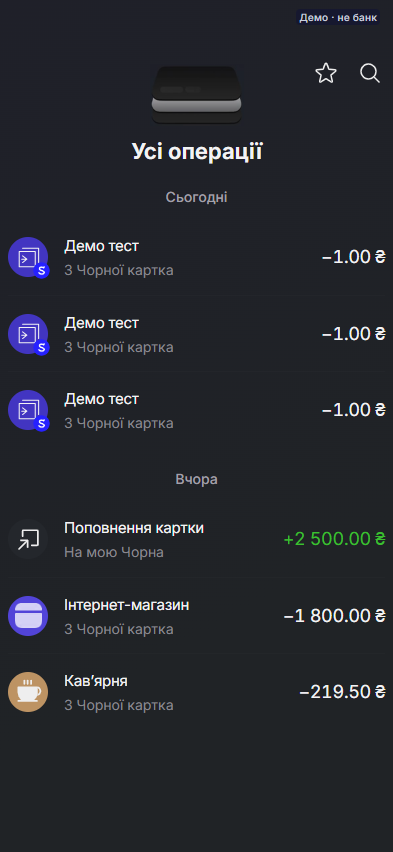 Демо · не банк
Усі операції
Сьогодні
Демо тест
−1.00 ₴
З Чорної картка
S
Демо тест
−1.00 ₴
З Чорної картка
S
Демо тест
−1.00 ₴
З Чорної картка
S
Вчора
Поповнення картки
+2 500.00 ₴
На мою Чорна
Інтернет-магазин
−1 800.00 ₴
З Чорної картка
Кав’ярня
−219.50 ₴
З Чорної картка